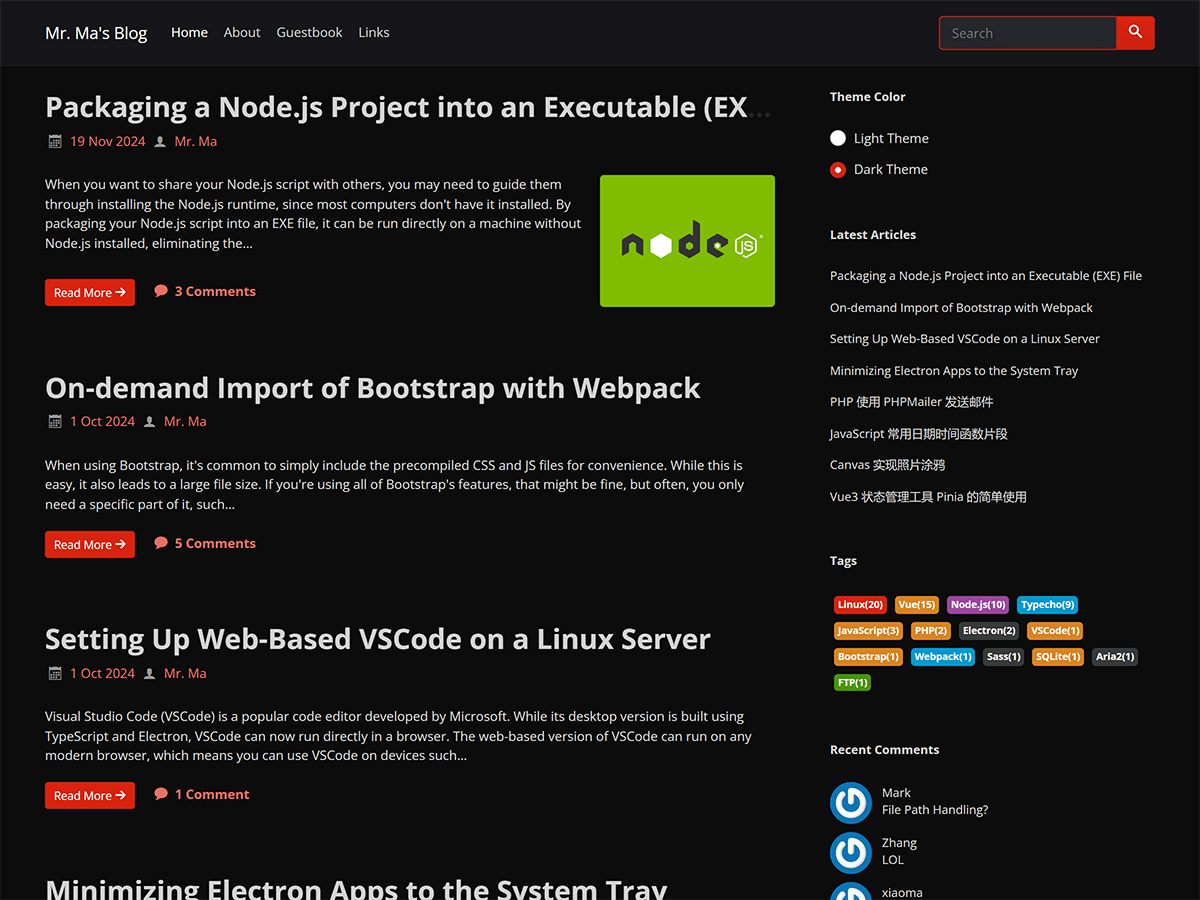 Mr. Ma's Blog Home About Guestbook Links Search
Packaging a Node.js Project into an Executable (EX...
19 Nov 2024 Mr. Ma
When you want to share your Node.js script with others, you may need to guide them
through installing the Node.js runtime, since most computers don't have it installed. By
packaging your Node.js script into an EXE file, it can be run directly on a machine without
Node.js installed, eliminating the...
node JS
Read More → 3 Comments
On-demand Import of Bootstrap with Webpack
1 Oct 2024 Mr. Ma
When using Bootstrap, it's common to simply include the precompiled CSS and JS files for convenience. While this is
easy, it also leads to a large file size. If you're using all of Bootstrap's features, that might be fine, but often, you only
need a specific part of it, such...
Read More → 5 Comments
Setting Up Web-Based VSCode on a Linux Server
1 Oct 2024 Mr. Ma
Visual Studio Code (VSCode) is a popular code editor developed by Microsoft. While its desktop version is built using
TypeScript and Electron, VSCode can now run directly in a browser. The web-based version of VSCode can run on any
modern browser, which means you can use VSCode on devices such...
Read More → 1 Comment
Minimizing Electron Apps to the System Tray
Theme Color
Light Theme
Dark Theme
Latest Articles
Packaging a Node.js Project into an Executable (EXE) File
On-demand Import of Bootstrap with Webpack
Setting Up Web-Based VSCode on a Linux Server
Minimizing Electron Apps to the System Tray
PHP 使用 PHPMailer 发送邮件
JavaScript 常用日期时间函数片段
Canvas 实现照片涂鸦
Vue3 状态管理工具 Pinia 的简单使用
Tags
Linux(20) Vue(15) Node.js(10) Typecho(9)
JavaScript(3) PHP(2) Electron(2) VSCode(1)
Bootstrap(1) Webpack(1) Sass(1) SQLite(1) Aria2(1)
FTP(1)
Recent Comments
Mark
File Path Handling?
Zhang
LOL
xiaoma